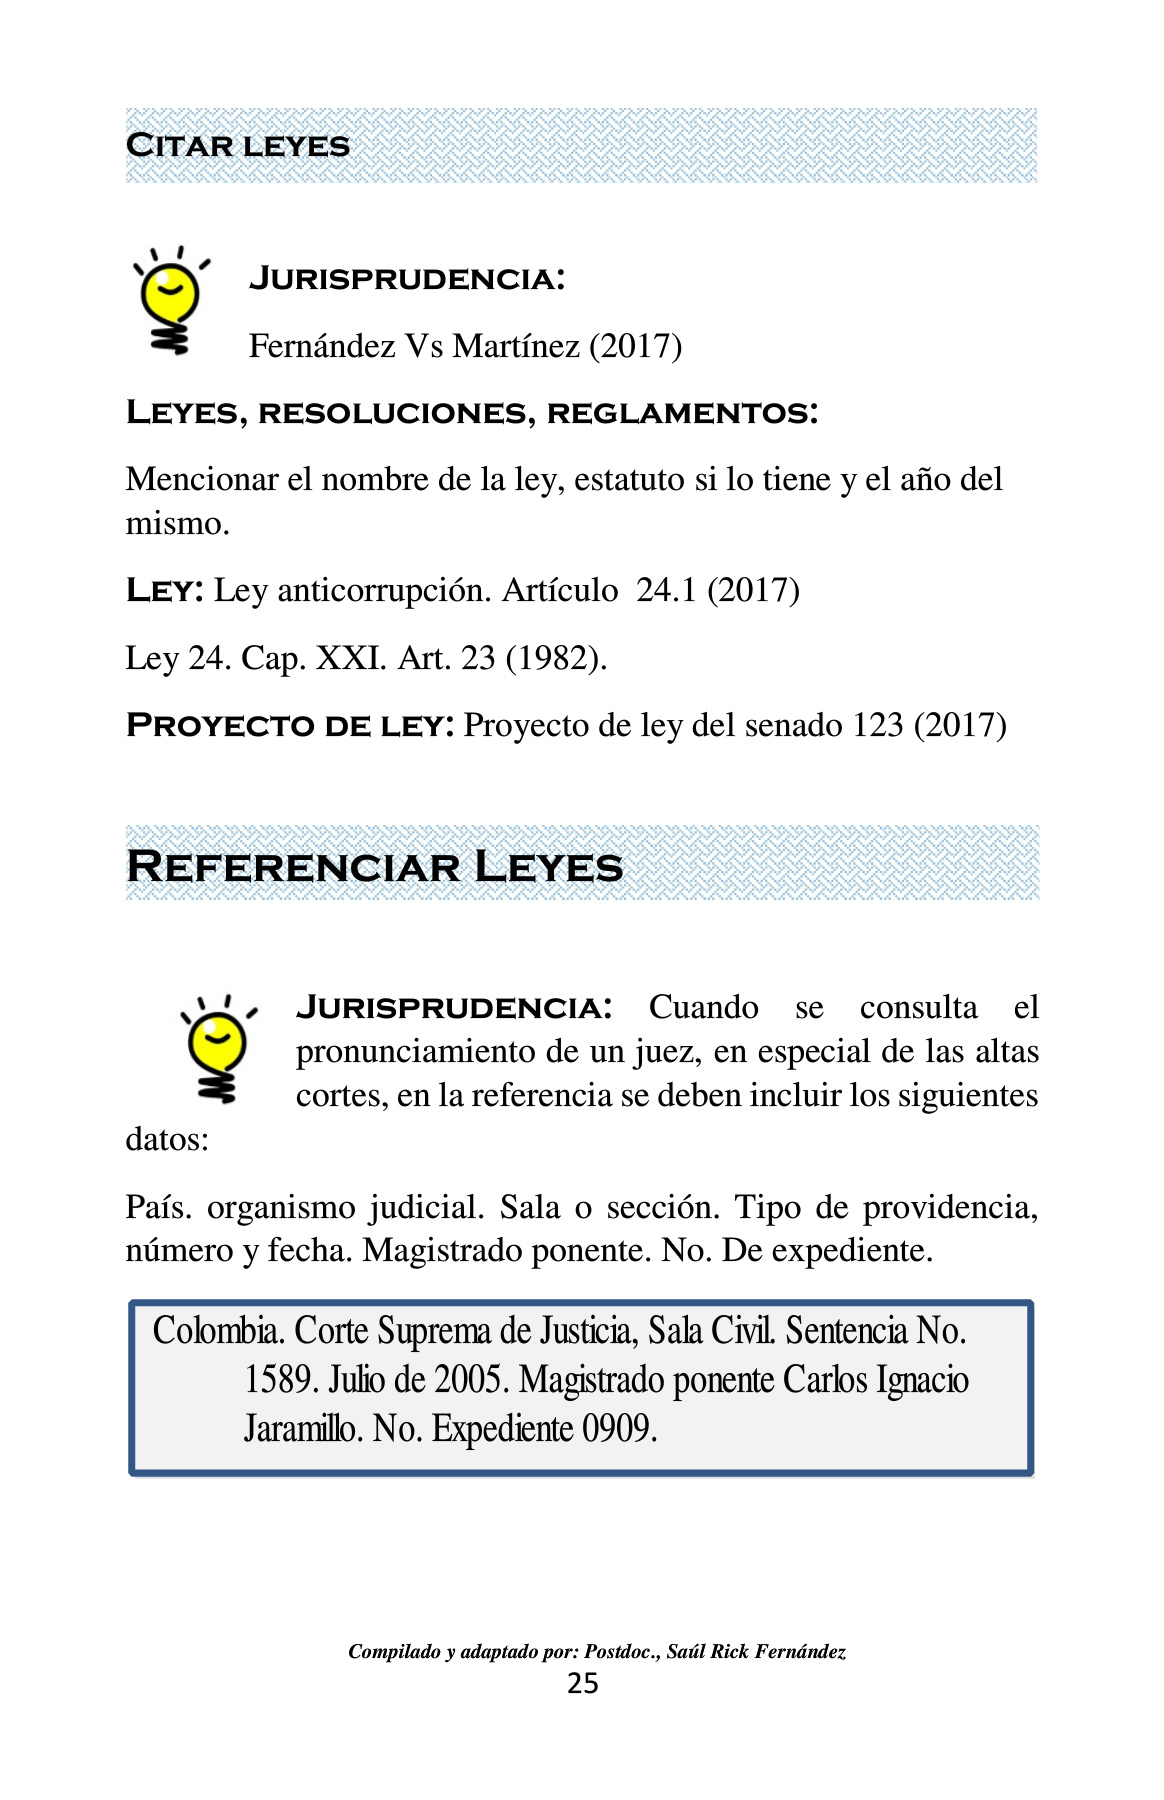 Citar leyes
Jurisprudencia:
Fernández Vs Martínez (2017)
Leyes, resoluciones, reglamentos:
Mencionar el nombre de la ley, estatuto si lo tiene y el año del
mismo.
Ley: Ley anticorrupción. Artículo 24.1 (2017)
Ley 24. Cap. XXI. Art. 23 (1982).
Proyecto de ley: Proyecto de ley del senado 123 (2017)
Referenciar Leyes
Jurisprudencia: Cuando se consulta el
pronunciamiento de un juez, en especial de las altas
cortes, en la referencia se deben incluir los siguientes
datos:
País. organismo judicial. Sala o sección. Tipo de providencia,
número y fecha. Magistrado ponente. No. De expediente.
Colombia. Corte Suprema de Justicia, Sala Civil. Sentencia No.
1589. Julio de 2005. Magistrado ponente Carlos Ignacio
Jaramillo. No. Expediente 0909.
Compilado y adaptado por: Postdoc., Saúl Rick Fernández
25